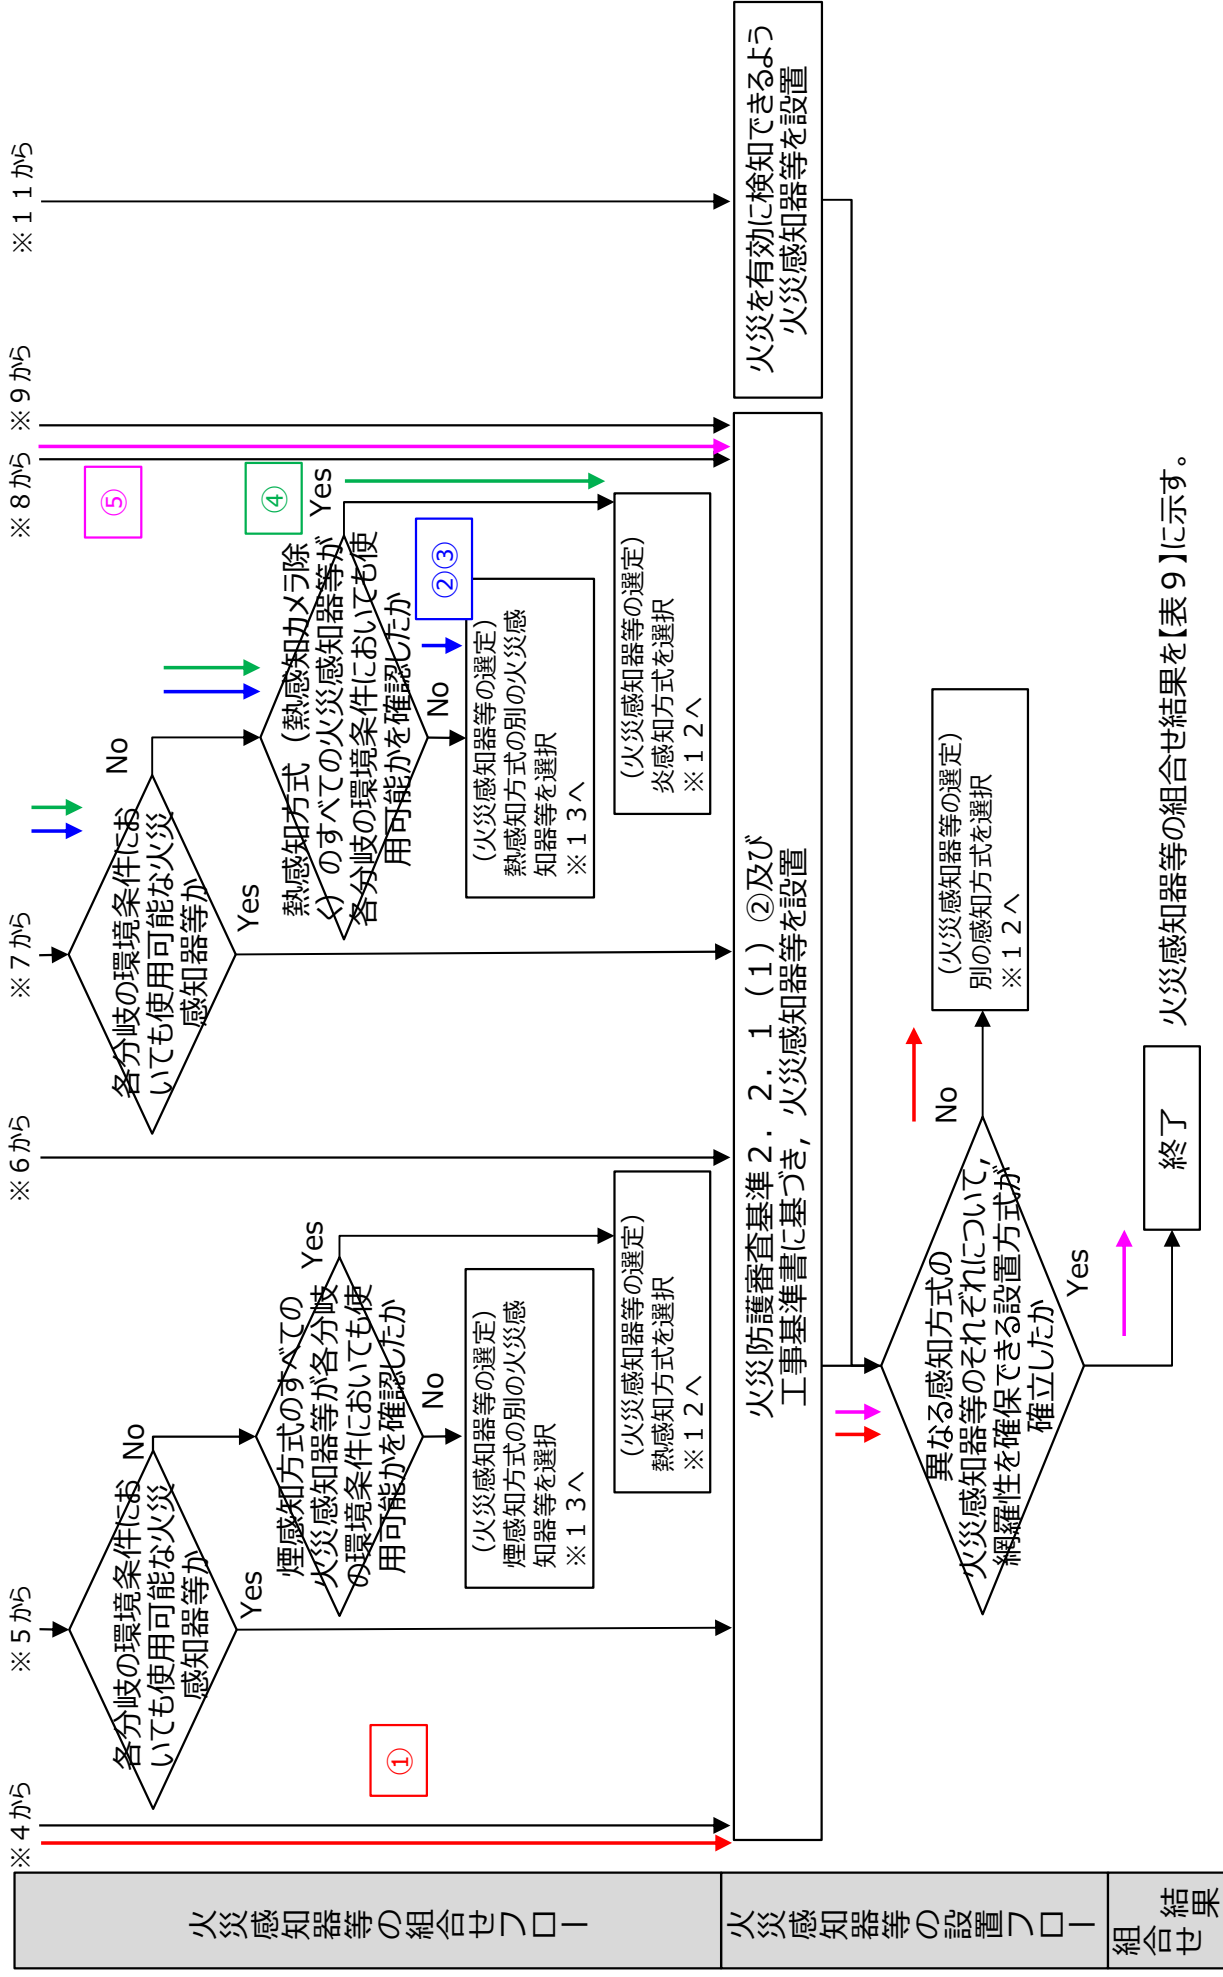 ※４から
※５から
※６から
※７から
※８から
※９から
※１１から
火災感知器等の組合せフロー
①
各分岐の環境条件にお
いても使用可能な火災
感知器等か
No
Yes
煙感知方式のすべての
火災感知器等が各分岐
の環境条件においても使
用可能かを確認したか
Yes
No
（火災感知器等の選定）
煙感知方式の別の火災感
知器等を選択
※１３へ
（火災感知器等の選定）
熱感知方式を選択
※１２へ
各分岐の環境条件にお
いても使用可能な火災
感知器等か
No
Yes
熱感知方式（熱感知カメラ除
く）のすべての火災感知器等が
各分岐の環境条件においても使
用可能かを確認したか
Yes
No
②③
④
⑤
（火災感知器等の選定）
熱感知方式の別の火災感
知器等を選択
※１３へ
（火災感知器等の選定）
炎感知方式を選択
※１２へ
火災感知器等の設置フロー
火災防護審査基準２．２．１（１）②及び
工事基準書に基づき，火災感知器等を設置
火災を有効に検知できるよう
火災感知器等を設置
異なる感知方式の
火災感知器等のそれぞれについて，
網羅性を確保できる設置方式が
確立したか
No
Yes
（火災感知器等の選定）
別の感知方式を選択
※１２へ
組合せ
結果
終了
火災感知器等の組合せ結果を【表９】に示す。